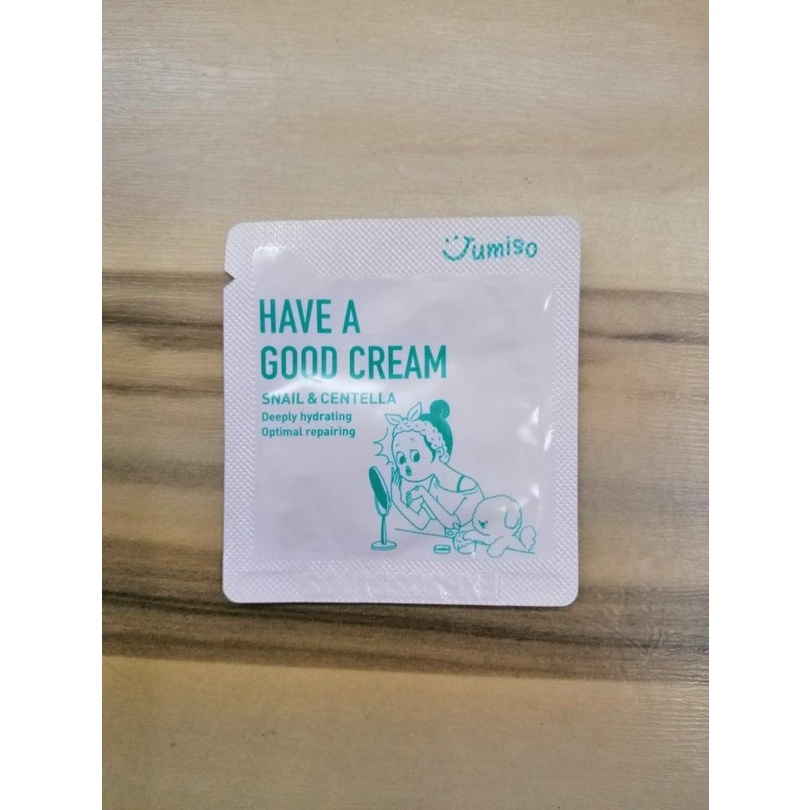 Jumiso
HAVE A
GOOD CREAM
SNAIL & CENTELLA
Deeply hydrating
Optimal repairing